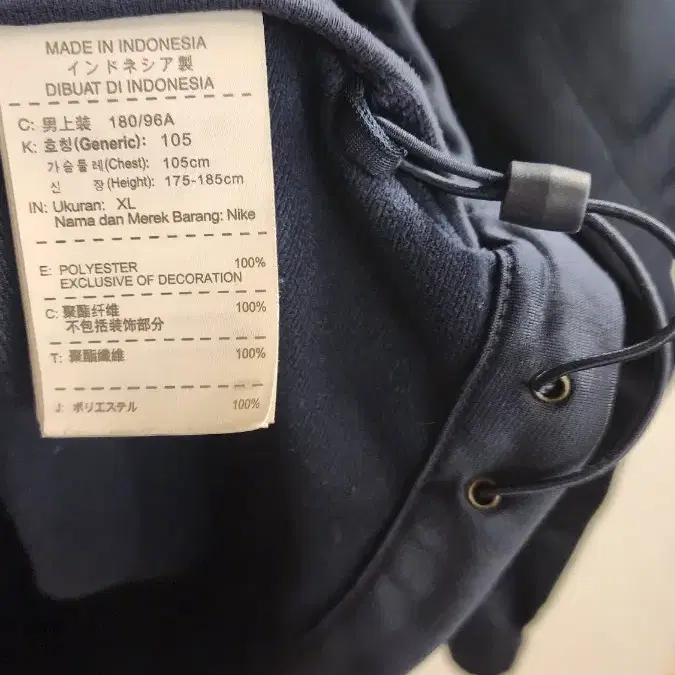 MADE IN INDONESIA
インドネシア製
DIBUAT DI INDONESIA
C: 男上装 180/96A
K: 호칭(Generic): 105
가슴둘레(Chest): 105cm
신 장(Height): 175-185cm
IN: Ukuran: XL
Nama dan Merek Barang: Nike
E: POLYESTER 100%
EXCLUSIVE OF DECORATION
C: 聚酯纤维 100%
不包括装饰部分
T: 聚酯纖維 100%
J: ポリエステル 100%